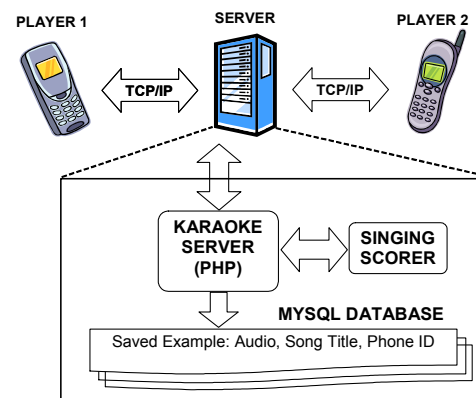 PLAYER 1
SERVER
PLAYER 2
TCP/IP
TCP/IP
KARAOKE
SERVER
(PHP)
SINGING
SCORER
MYSQL DATABASE
Saved Example: Audio, Song Title, Phone ID